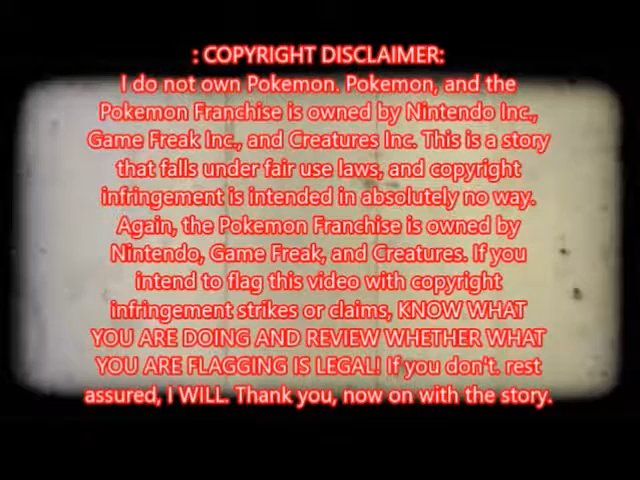 : COPYRIGHT DISCLAIMER:
I do not own Pokemon. Pokemon, and the
Pokemon Franchise is owned by Nintendo Inc.,
Game Freak Inc., and Creatures Inc. This is a story
that falls under fair use laws, and copyright
infringement is intended in absolutely no way.
Again, the Pokemon Franchise is owned by
Nintendo, Game Freak, and Creatures. If you
intend to flag this video with copyright
infringement strikes or claims, KNOW WHAT
YOU ARE DOING AND REVIEW WHETHER WHAT
YOU ARE FLAGGING IS LEGAL! If you don't. rest
assured, I WILL. Thank you, now on with the story.